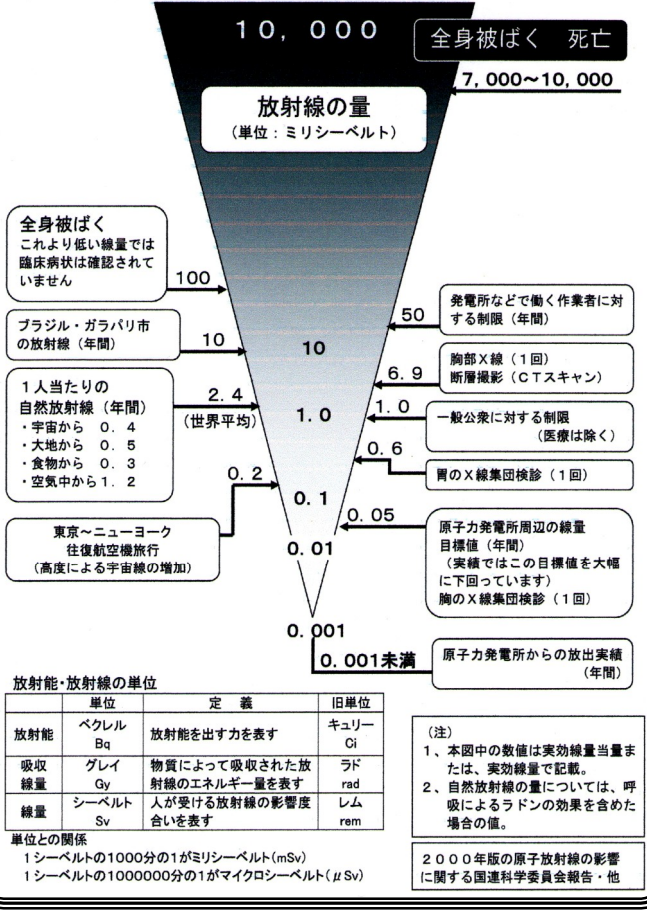 10，000
全身被ばく　死亡
7,000～10,000
放射線の量
（単位：ミリシーベルト）
全身被ばく
これより低い線量では
臨床病状は確認されて
いません
100
ブラジル・ガラパリ市
の放射線（年間）
10
1人当たりの
自然放射線（年間）
・宇宙から　0．4
・大地から　0．5
・食物から　0．3
・空気中から1．2
2.4
（世界平均）
0.2
東京～ニューヨーク
往復航空機旅行
（高度による宇宙線の増加）
10
1.0
0.1
0.01
0.001
50
発電所などで働く作業者に対
する制限（年間）
6.9
胸部X線（1回）
断層撮影（CTスキャン）
1.0
一般公衆に対する制限
（医療は除く）
0.6
胃のX線集団検診（1回）
0.05
原子力発電所周辺の線量
目標値（年間）
（実績ではこの目標値を大幅
に下回っています）
胸のX線集団検診（1回）
0.001未満
原子力発電所からの放出実績
（年間）
放射能・放射線の単位
単位　定　義　旧単位
放射能　ベクレル Bq　放射能を出す力を表す　キュリー Ci
吸収線量　グレイ Gy　物質によって吸収された放射線のエネルギー量を表す　ラド rad
線量　シーベルト Sv　人が受ける放射線の影響度合いを表す　レム rem
単位との関係
1シーベルトの1000分の1がミリシーベルト(mSv)
1シーベルトの1000000分の1がマイクロシーベルト(μSv)
（注）
1、本図中の数値は実効線量当量ま
たは、実効線量で記載。
2、自然放射線の量については、呼
吸によるラドンの効果を含めた
場合の値。
2000年版の原子放射線の影響
に関する国連科学委員会報告・他